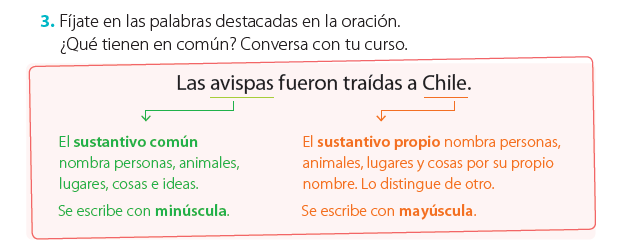 3. Fíjate en las palabras destacadas en la oración.
¿Qué tienen en común? Conversa con tu curso.
Las avispas fueron traídas a Chile.
El sustantivo común
nombra personas, animales,
lugares, cosas e ideas.
Se escribe con minúscula.
El sustantivo propio nombra personas,
animales, lugares y cosas por su propio
nombre. Lo distingue de otro.
Se escribe con mayúscula.